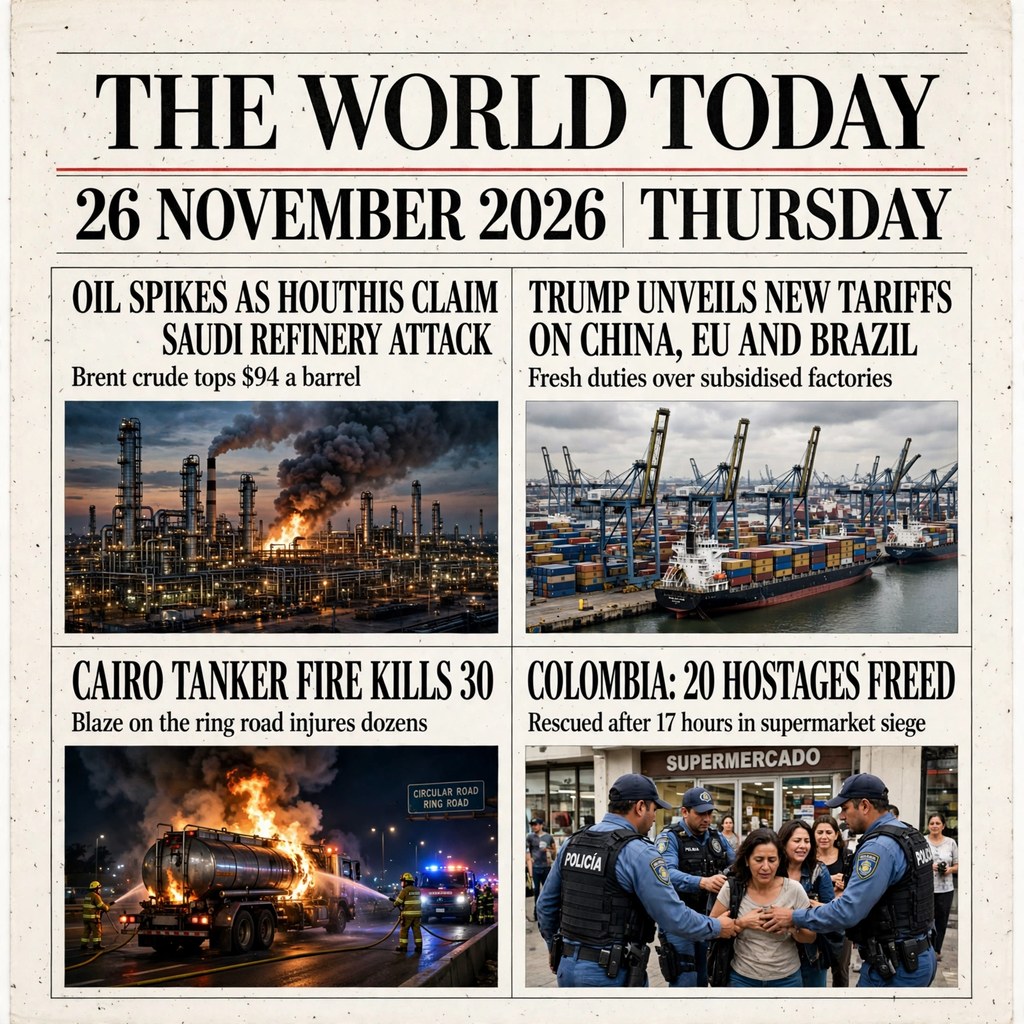 THE WORLD TODAY
26 NOVEMBER 2026 | THURSDAY
OIL SPIKES AS HOUTHIS CLAIM
SAUDI REFINERY ATTACK
Brent crude tops $94 a barrel
TRUMP UNVEILS NEW TARIFFS
ON CHINA, EU AND BRAZIL
Fresh duties over subsidised factories
CAIRO TANKER FIRE KILLS 30
Blaze on the ring road injures dozens
CIRCULAR ROAD
RING ROAD
COLOMBIA: 20 HOSTAGES FREED
Rescued after 17 hours in supermarket siege
SUPERMERCADO
POLICÍA